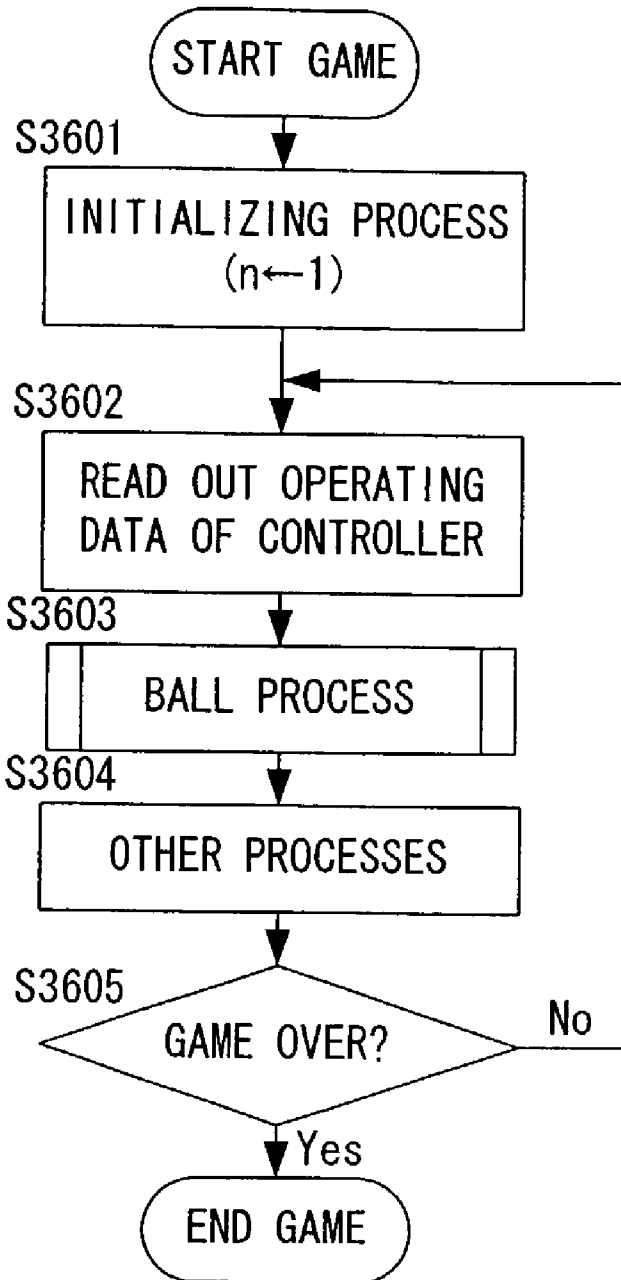 START GAME
S3601
INITIALIZING PROCESS
(n←1)
S3602
READ OUT OPERATING
DATA OF CONTROLLER
S3603
BALL PROCESS
S3604
OTHER PROCESSES
S3605
GAME OVER?
No
Yes
END GAME